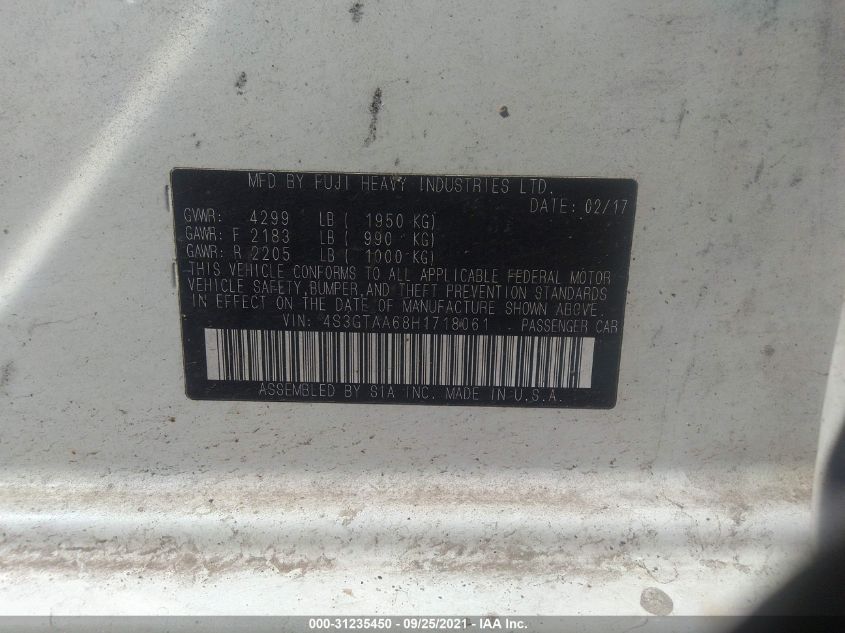 MFD BY FUJI HEAVY INDUSTRIES LTD.
DATE: 02/17
GVWR: 4299 LB ( 1950 KG)
GAWR: F 2183 LB ( 990 KG)
GAWR: R 2205 LB ( 1000 KG)
THIS VEHICLE CONFORMS TO ALL APPLICABLE FEDERAL MOTOR
VEHICLE SAFETY,BUMPER,AND THEFT PREVENTION STANDARDS
IN EFFECT ON THE DATE OF MANUFACTURE SHOWN ABOVE.
VIN: 4S3GTAA68H1718061 PASSENGER CAR
ASSEMBLED BY SIA INC. MADE IN U.S.A.
000-31235450 - 09/25/2021 - IAA Inc.